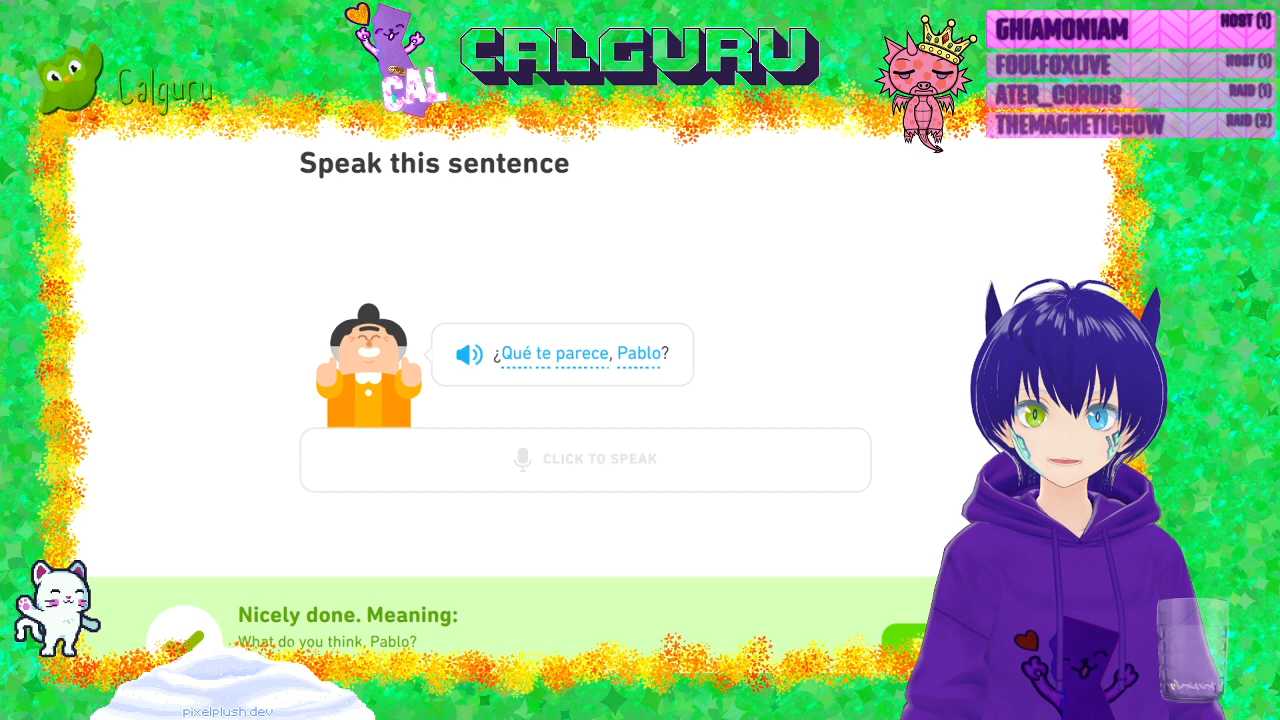 CALGURU
Calguru
CAL
GHIAMONIAM HOST (1)
FOULFOXLIVE HOST (1)
ATER_CORDIS RAID (1)
THEMAGNETICCOW RAID (2)
Speak this sentence
¿Qué te parece, Pablo?
CLICK TO SPEAK
Nicely done. Meaning:
What do you think, Pablo?
pixelplush.dev